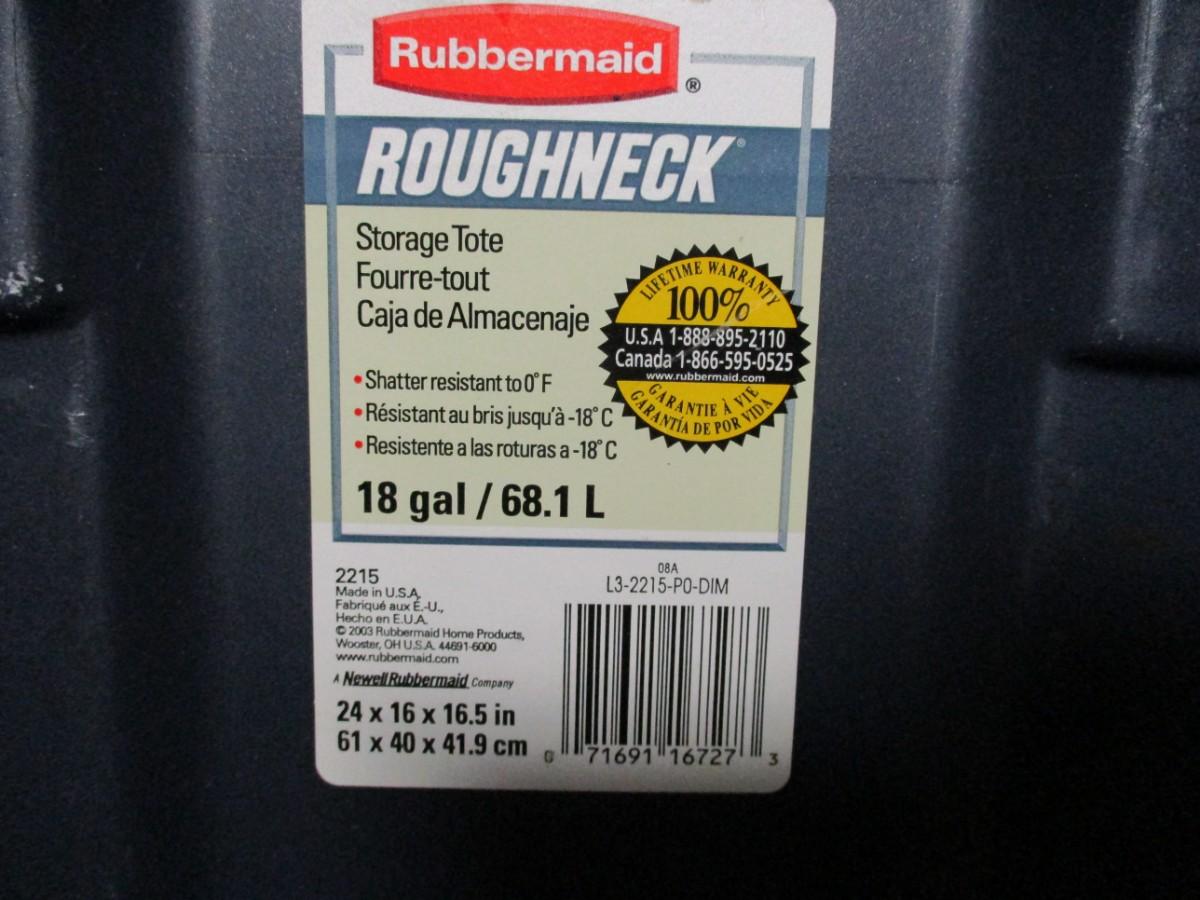 Rubbermaid®
ROUGHNECK®
Storage Tote
Fourre-tout
Caja de Almacenaje
LIFETIME WARRANTY
100%
U.S.A 1-888-895-2110
Canada 1-866-595-0525
www.rubbermaid.com
GARANTIE À VIE
GARANTÍA DE POR VIDA
• Shatter resistant to 0° F
• Résistant au bris jusqu'à -18° C
• Resistente a las roturas a -18° C
18 gal / 68.1 L
2215
Made in U.S.A.
Fabriqué aux É.-U.,
Hecho en E.U.A.
© 2003 Rubbermaid Home Products,
Wooster, OH U.S.A. 44691-6000
www.rubbermaid.com
A Newell Rubbermaid Company
24 x 16 x 16.5 in
61 x 40 x 41.9 cm
08A
L3-2215-P0-DIM
0 71691 16727 3